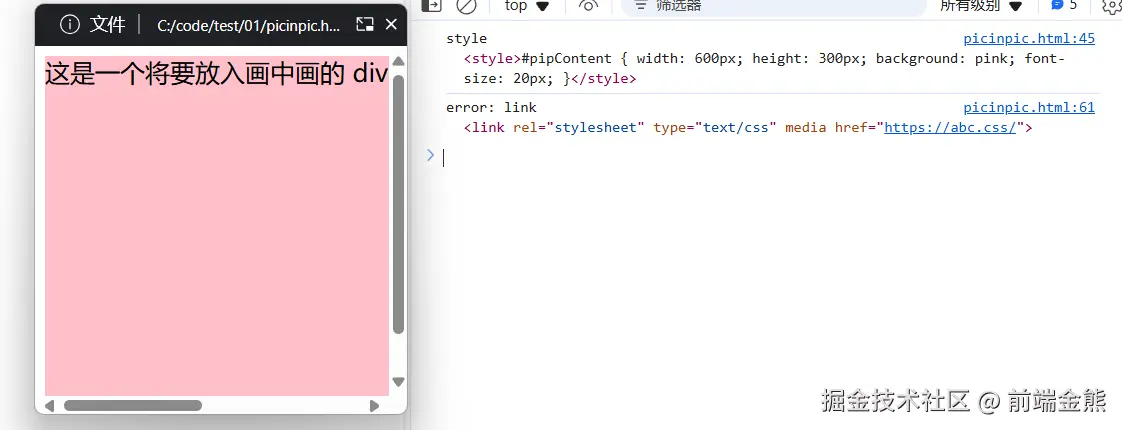 文件 C:/code/test/01/picinpic.h...
这是一个将要放入画中画的 div
top 筛选器 所有级别 5
style picinpic.html:45
<style>#pipContent { width: 600px; height: 300px; background: pink; font-
size: 20px; }</style>
error: link picinpic.html:61
<link rel="stylesheet" type="text/css" media href="https://abc.css/">
掘金技术社区 @ 前端金熊